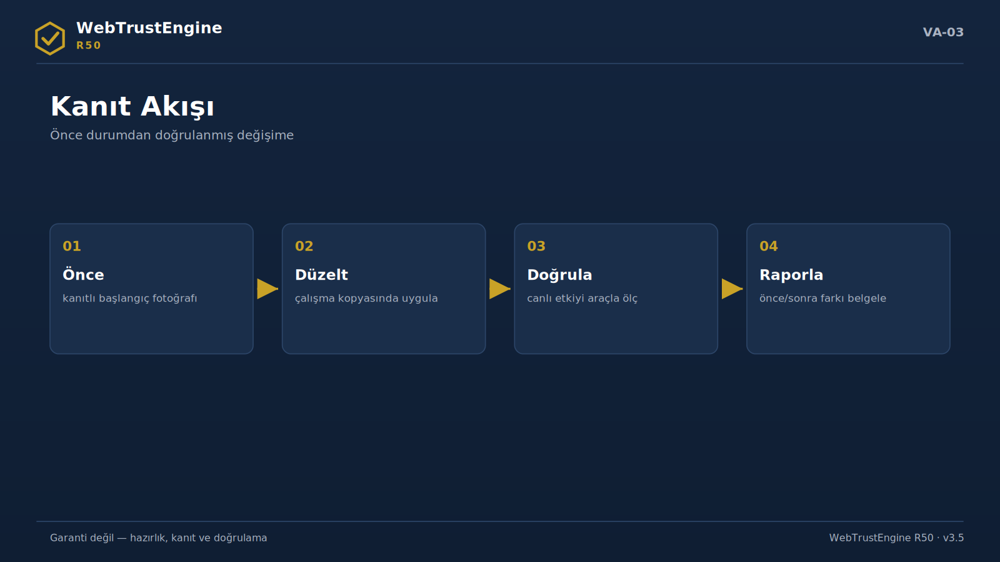 WebTrustEngine
R50
VA-03
Kanıt Akışı
Önce durumdan doğrulanmış değişime
01
Önce
kanıtlı başlangıç fotoğrafı
02
Düzelt
çalışma kopyasında uygula
03
Doğrula
canlı etkiyi araçla ölç
04
Raporla
önce/sonra farkı belgele
Garanti değil — hazırlık, kanıt ve doğrulama
WebTrustEngine R50 · v3.5